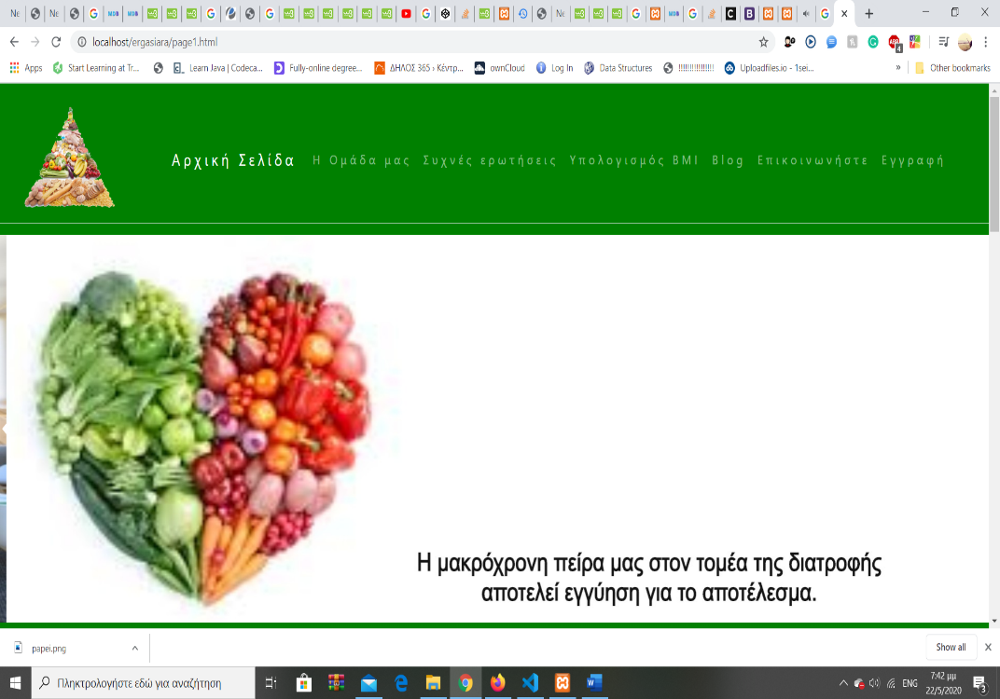 Ne
Ne
Ne
localhost/ergasiara/page1.html
Apps
Start Learning at Tr...
Learn Java | Codeca...
Fully-online degree...
ΔΗΛΟΣ 365 › Κέντρ...
ownCloud
Log In
Data Structures
!!!!!!!!!!!!!!!!
Uploadfiles.io - 1sei...
»
Other bookmarks
Αρχική Σελίδα
Η Ομάδα μας
Συχνές ερωτήσεις
Υπολογισμός BMI
Blog
Επικοινωνήστε
Εγγραφή
Η μακρόχρονη πείρα μας στον τομέα της διατροφής
αποτελεί εγγύηση για το αποτέλεσμα.
papei.png
Show all
Πληκτρολογήστε εδώ για αναζήτηση
ENG
7:42 μμ
22/5/2020
3